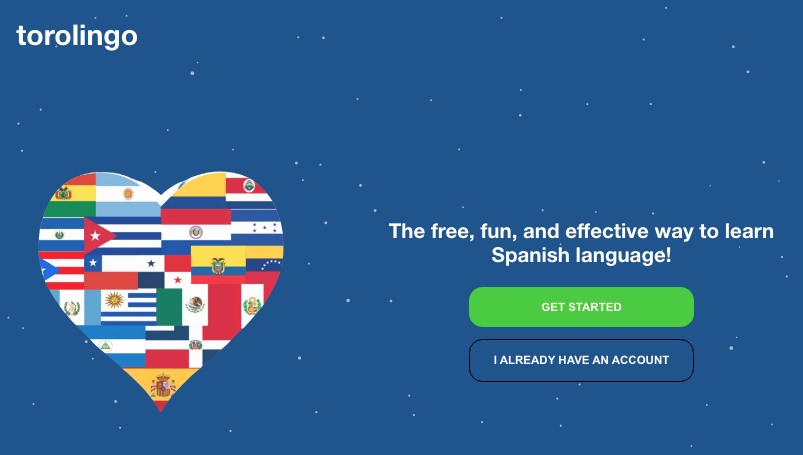 torolingo
The free, fun, and effective way to learn
Spanish language!
GET STARTED
I ALREADY HAVE AN ACCOUNT